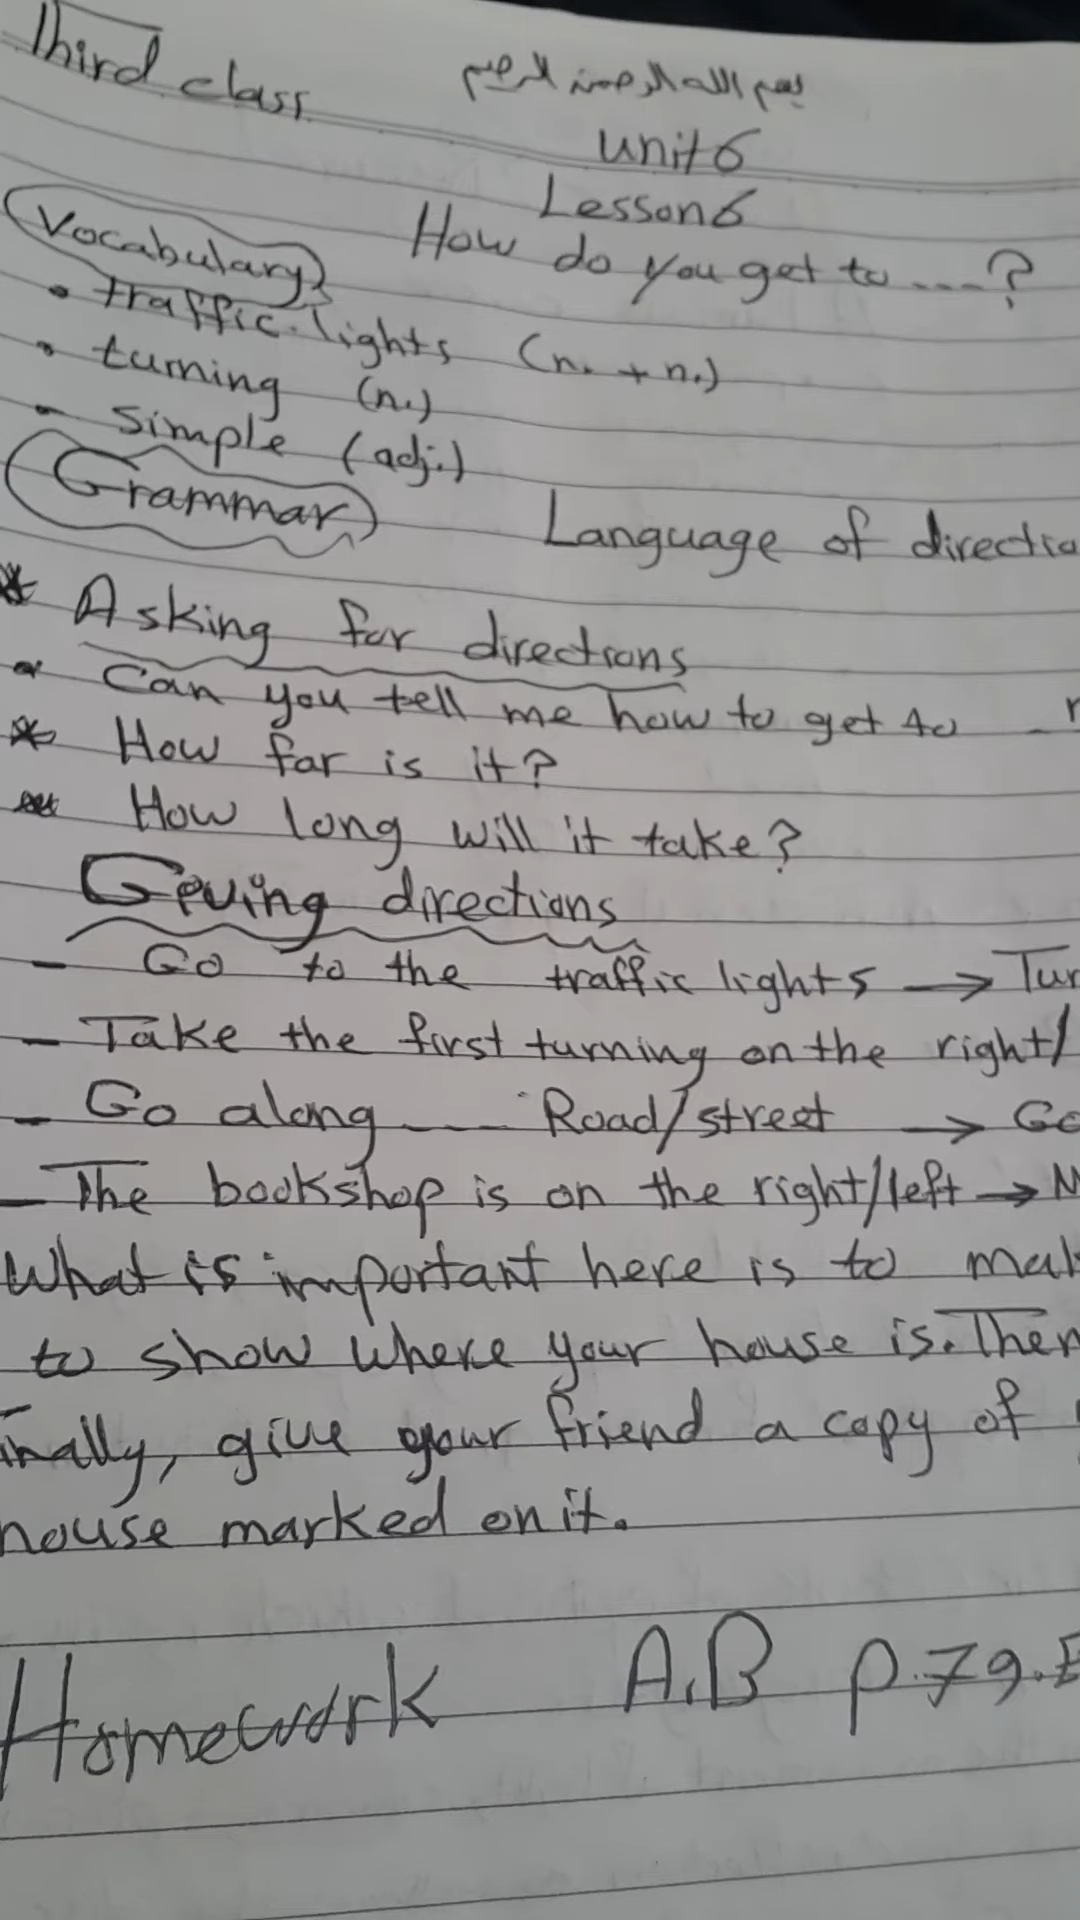 Third class
بسم الله الرحمن الرحيم
Unit 6
Lesson 6
How do you get to ....?
Vocabulary
• traffic lights (n. + n.)
• turning (n.)
- simple (adj.)
Grammar Language of
* Asking for directions
• Can you tell me how to get to
* How far is it?
How long will it take?
Geving directions
- Go to the traffic lights →
- Take the first turning on the right/
- Go along ..... Road/street → Go
- The bookshop is on the right/left →
What is important here is to
to show where your house is.
give your friend a copy of
house marked on it.
Homework A.B p.79.